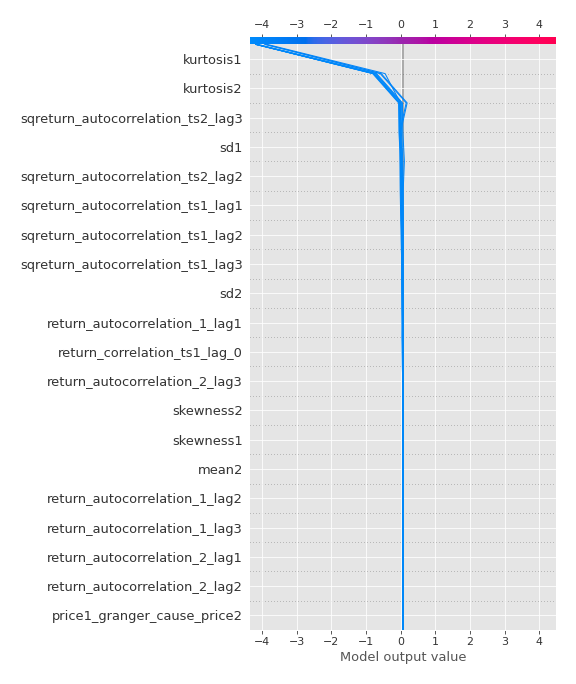 −4 −3 −2 −1 0 1 2 3 4
kurtosis1
kurtosis2
sqreturn_autocorrelation_ts2_lag3
sd1
sqreturn_autocorrelation_ts2_lag2
sqreturn_autocorrelation_ts1_lag1
sqreturn_autocorrelation_ts1_lag2
sqreturn_autocorrelation_ts1_lag3
sd2
return_autocorrelation_1_lag1
return_correlation_ts1_lag_0
return_autocorrelation_2_lag3
skewness2
skewness1
mean2
return_autocorrelation_1_lag2
return_autocorrelation_1_lag3
return_autocorrelation_2_lag1
return_autocorrelation_2_lag2
price1_granger_cause_price2
−4 −3 −2 −1 0 1 2 3 4
Model output value